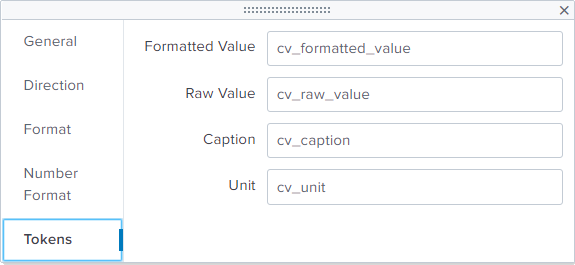 General
Direction
Format
Number
Format
Tokens
Formatted Value cv_formatted_value
Raw Value cv_raw_value
Caption cv_caption
Unit cv_unit